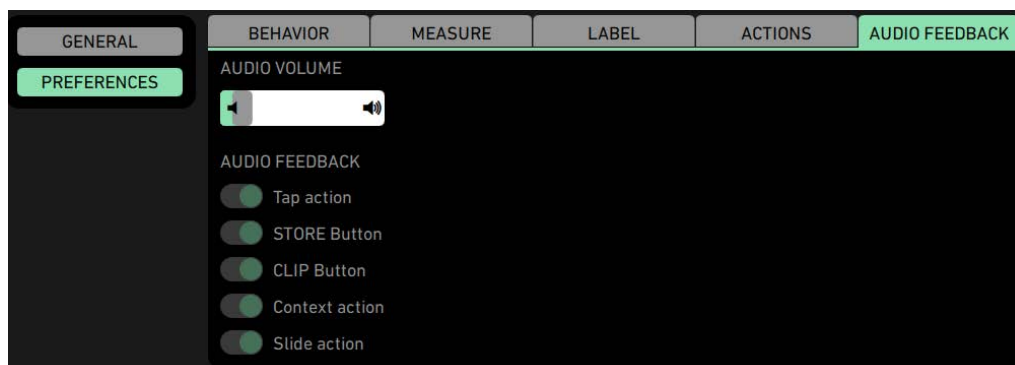 GENERAL
PREFERENCES
BEHAVIOR
MEASURE
LABEL
ACTIONS
AUDIO FEEDBACK
AUDIO VOLUME
AUDIO FEEDBACK
Tap action
STORE Button
CLIP Button
Context action
Slide action